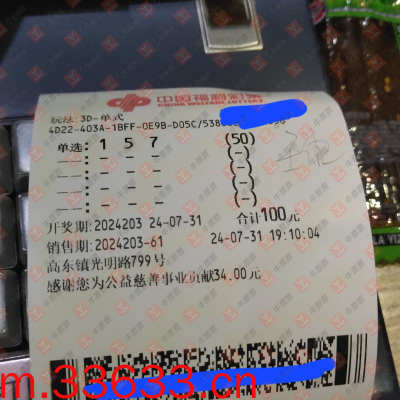 中国福利彩票
CHINA WELFARE LOTTERY
玩法: 3D-单式
4D22-403A-1BFF-0E9B-D05C/538
单选: 1 5 7 (50)
-- -- -- (-)
-- -- -- (-)
-- -- -- (-)
-- -- -- (-)
开奖期:2024203 24-07-31 合计100元
销售期:2024203-61 24-07-31 19:10:04
高东镇光明路799号
感谢您为公益慈善事业贡献34.00元
m.33633.cn